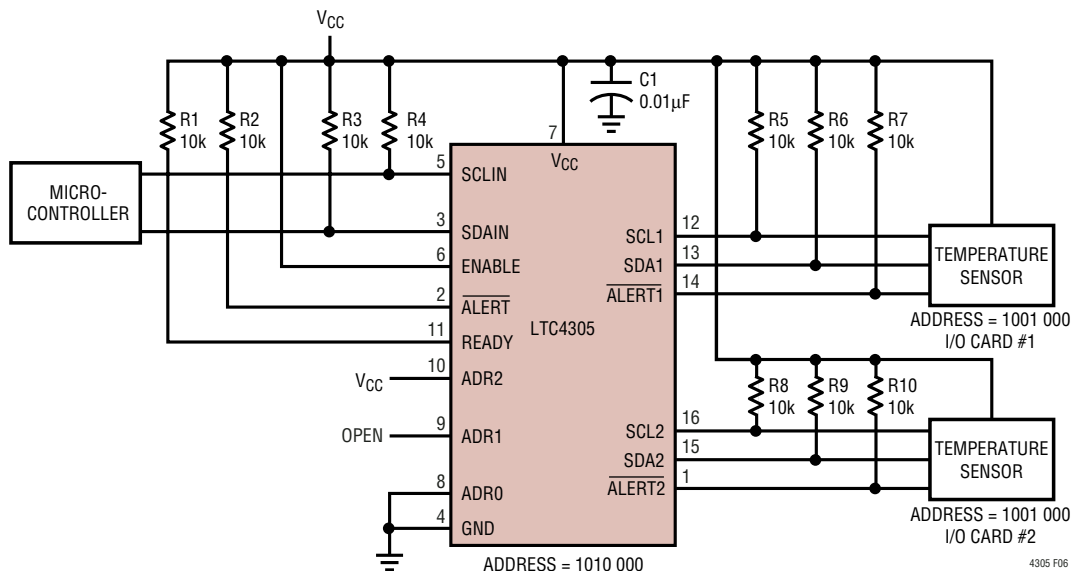 VCC
C1
0.01µF
R1
10k
R2
10k
R3
10k
R4
10k
R5
10k
R6
10k
R7
10k
7
VCC
MICRO-
CONTROLLER
5
SCLIN
3
SDAIN
6
ENABLE
2
ALERT
11
READY
VCC
10
ADR2
OPEN
9
ADR1
8
ADR0
4
GND
LTC4305
ADDRESS = 1010 000
SCL1
12
SDA1
13
ALERT1
14
TEMPERATURE
SENSOR
ADDRESS = 1001 000
I/O CARD #1
R8
10k
R9
10k
R10
10k
SCL2
16
SDA2
15
ALERT2
1
TEMPERATURE
SENSOR
ADDRESS = 1001 000
I/O CARD #2
4305 F06